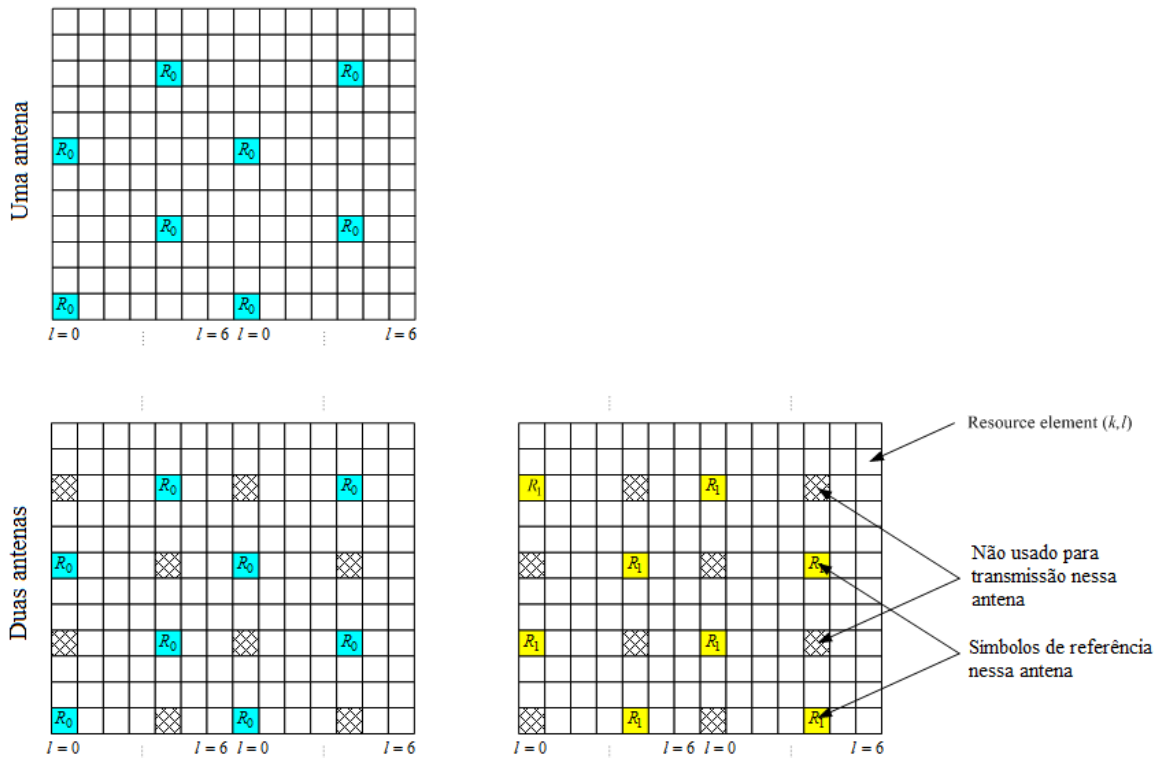 Uma antena
R₀ R₀
R₀ R₀
R₀ R₀
R₀ R₀
l = 0 l = 6 l = 0 l = 6
Duas antenas
R₀ R₀
R₀ R₀
R₀ R₀
R₀ R₀
l = 0 l = 6 l = 0 l = 6
R₁ R₁
R₁ R₁
R₁ R₁
R₁ R₁
l = 0 l = 6 l = 0 l = 6
Resource element (k,l)
Não usado para
transmissão nessa
antena
Simbolos de referência
nessa antena